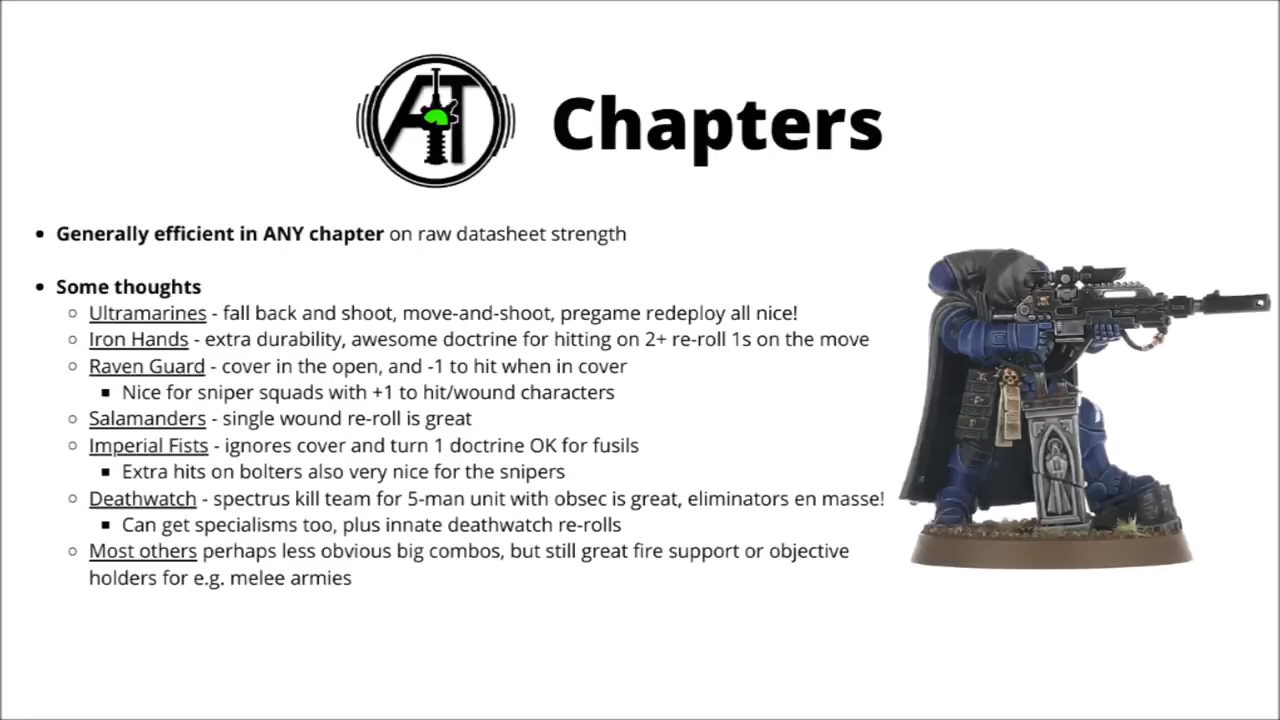 AT
Chapters
• Generally efficient in ANY chapter on raw datasheet strength
• Some thoughts
○ Ultramarines - fall back and shoot, move-and-shoot, pregame redeploy all nice!
○ Iron Hands - extra durability, awesome doctrine for hitting on 2+ re-roll 1s on the move
○ Raven Guard - cover in the open, and -1 to hit when in cover
▪ Nice for sniper squads with +1 to hit/wound characters
○ Salamanders - single wound re-roll is great
○ Imperial Fists - ignores cover and turn 1 doctrine OK for fusils
▪ Extra hits on bolters also very nice for the snipers
○ Deathwatch - spectrus kill team for 5-man unit with obsec is great, eliminators en masse!
▪ Can get specialisms too, plus innate deathwatch re-rolls
○ Most others perhaps less obvious big combos, but still great fire support or objective
holders for e.g. melee armies